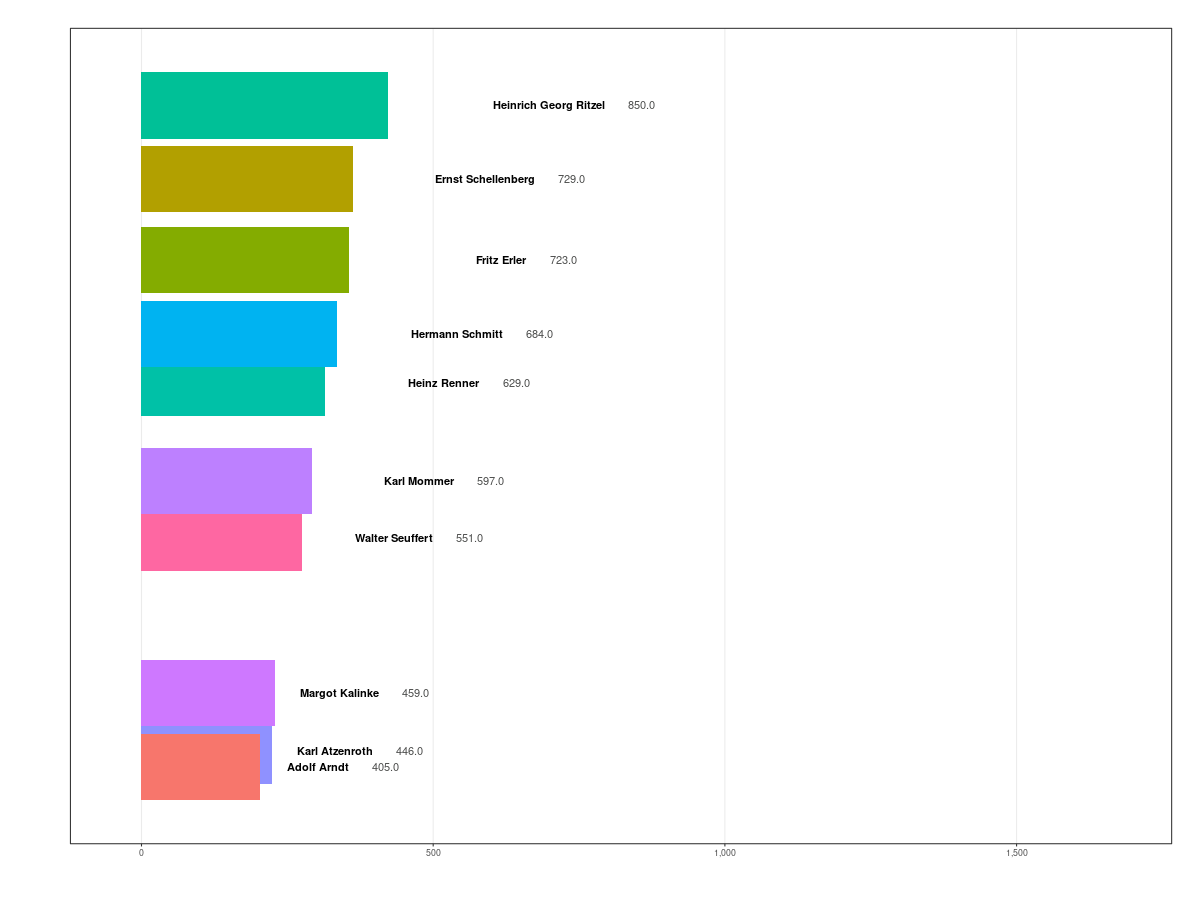 Heinrich Georg Ritzel 850.0
Ernst Schellenberg 729.0
Fritz Erler 723.0
Hermann Schmitt 684.0
Heinz Renner 629.0
Karl Mommer 597.0
Walter Seuffert 551.0
Margot Kalinke 459.0
Karl Atzenroth 446.0
Adolf Arndt 405.0
0 500 1,000 1,500